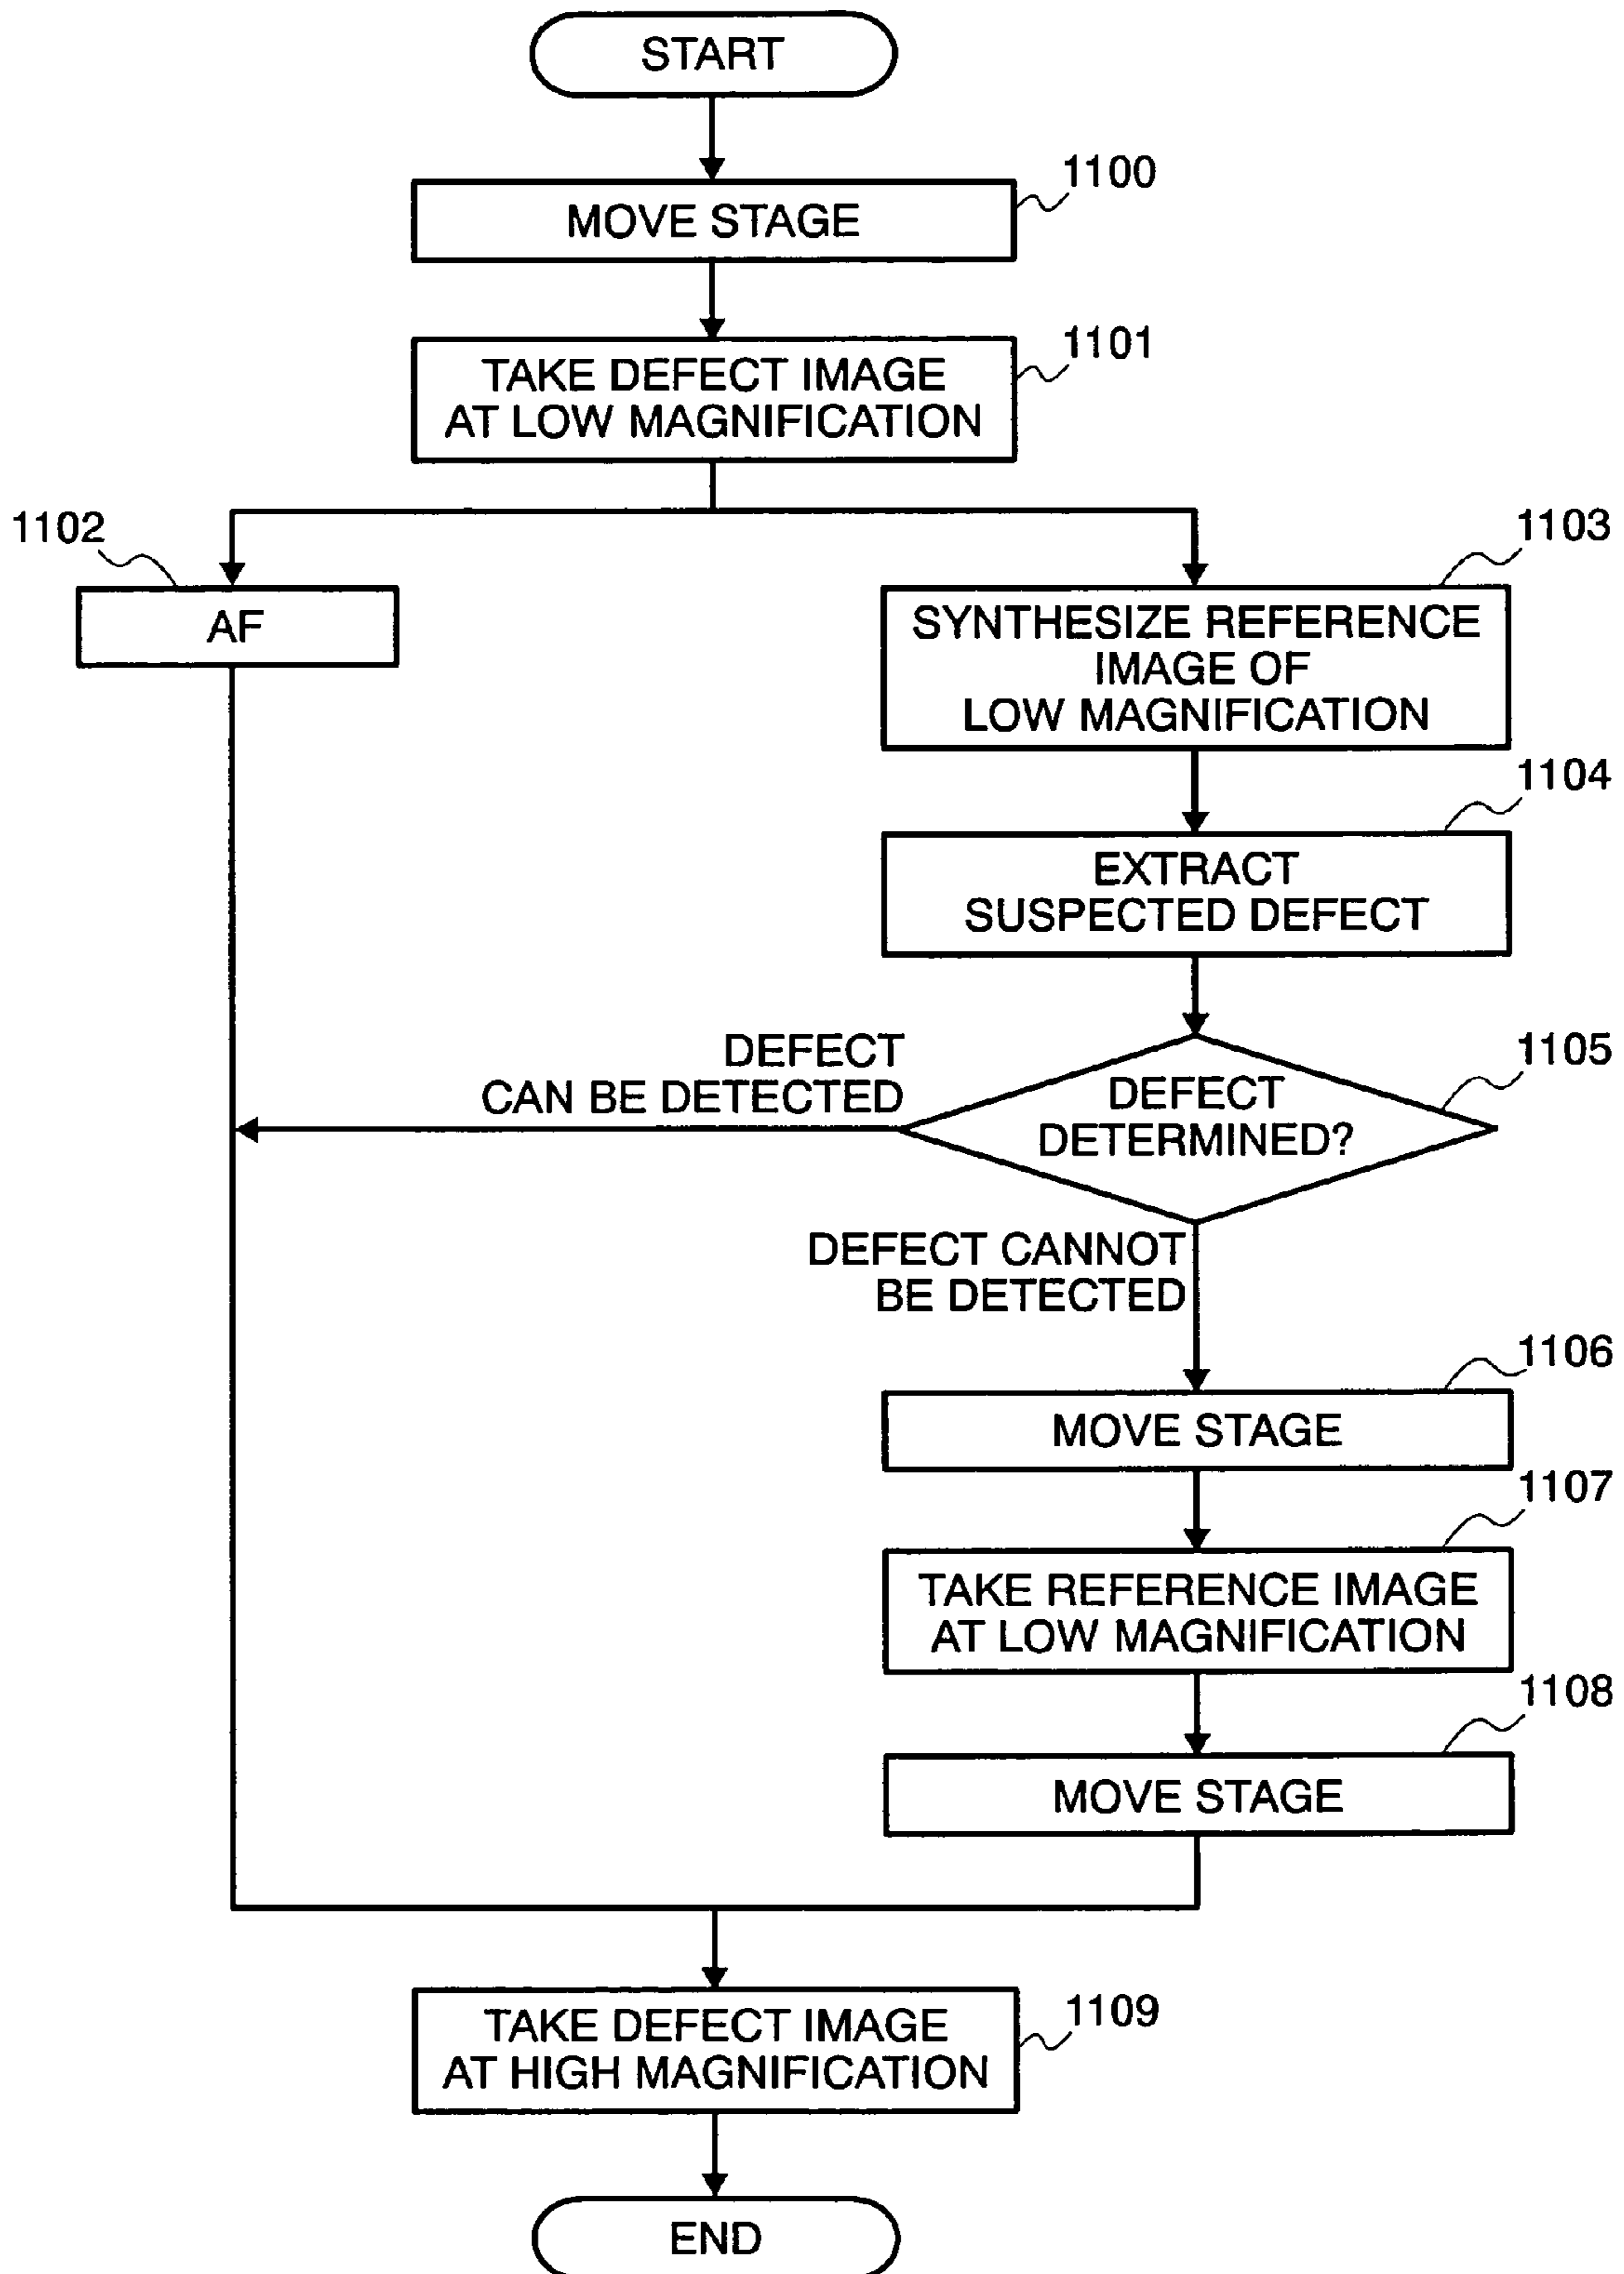 START
1100
MOVE STAGE
1101
TAKE DEFECT IMAGE
AT LOW MAGNIFICATION
1102
AF
1103
SYNTHESIZE REFERENCE
IMAGE OF
LOW MAGNIFICATION
1104
EXTRACT
SUSPECTED DEFECT
1105
DEFECT
DETERMINED?
DEFECT
CAN BE DETECTED
DEFECT CANNOT
BE DETECTED
1106
MOVE STAGE
1107
TAKE REFERENCE IMAGE
AT LOW MAGNIFICATION
1108
MOVE STAGE
1109
TAKE DEFECT IMAGE
AT HIGH MAGNIFICATION
END